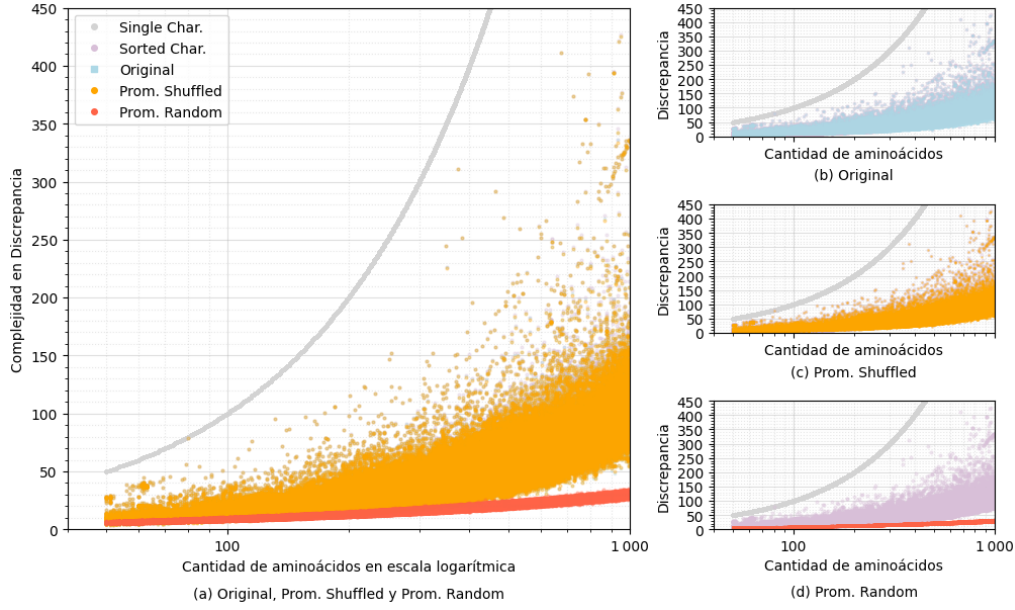 450
400
350
300
250
200
150
100
50
0
Complejidad en Discrepancia
Single Char.
Sorted Char.
Original
Prom. Shuffled
Prom. Random
100
1 000
Cantidad de aminoácidos en escala logarítmica
(a) Original, Prom. Shuffled y Prom. Random
450
400
350
300
250
200
150
100
50
0
Discrepancia
Cantidad de aminoácidos
(b) Original
450
400
350
300
250
200
150
100
50
0
Discrepancia
Cantidad de aminoácidos
(c) Prom. Shuffled
450
400
350
300
250
200
150
100
50
0
Discrepancia
100
1 000
Cantidad de aminoácidos
(d) Prom. Random